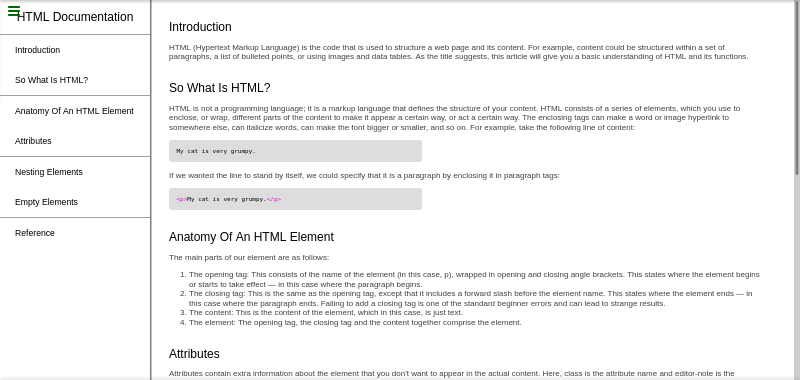 HTML Documentation
Introduction
So What Is HTML?
Anatomy Of An HTML Element
Attributes
Nesting Elements
Empty Elements
Reference
Introduction
HTML (Hypertext Markup Language) is the code that is used to structure a web page and its content. For example, content could be structured within a set of
paragraphs, a list of bulleted points, or using images and data tables. As the title suggests, this article will give you a basic understanding of HTML and its functions.
So What Is HTML?
HTML is not a programming language; it is a markup language that defines the structure of your content. HTML consists of a series of elements, which you use to
enclose, or wrap, different parts of the content to make it appear a certain way, or act a certain way. The enclosing tags can make a word or image hyperlink to
somewhere else, can italicize words, can make the font bigger or smaller, and so on. For example, take the following line of content:
My cat is very grumpy.
If we wanted the line to stand by itself, we could specify that it is a paragraph by enclosing it in paragraph tags:
<p>My cat is very grumpy.</p>
Anatomy Of An HTML Element
The main parts of our element are as follows:
1. The opening tag: This consists of the name of the element (in this case, p), wrapped in opening and closing angle brackets. This states where the element begins
or starts to take effect — in this case where the paragraph begins.
2. The closing tag: This is the same as the opening tag, except that it includes a forward slash before the element name. This states where the element ends — in
this case where the paragraph ends. Failing to add a closing tag is one of the standard beginner errors and can lead to strange results.
3. The content: This is the content of the element, which in this case, is just text.
4. The element: The opening tag, the closing tag and the content together comprise the element.
Attributes
Attributes contain extra information about the element that you don't want to appear in the actual content. Here, class is the attribute name and editor-note is the